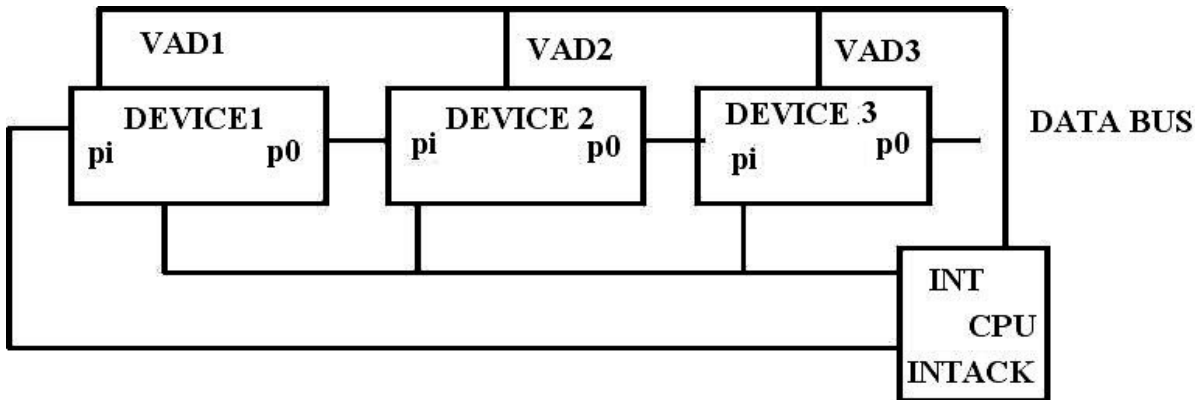 VAD1
VAD2
VAD3
DEVICE1
pi
p0
DEVICE 2
pi
p0
DEVICE 3
pi
p0
DATA BUS
INT
CPU
INTACK